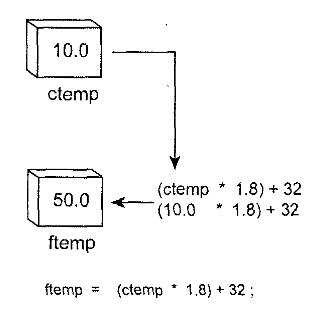 10.0
ctemp
50.0
(ctemp * 1.8) + 32
(10.0 * 1.8) + 32
ftemp
ftemp = (ctemp * 1.8) + 32 ;